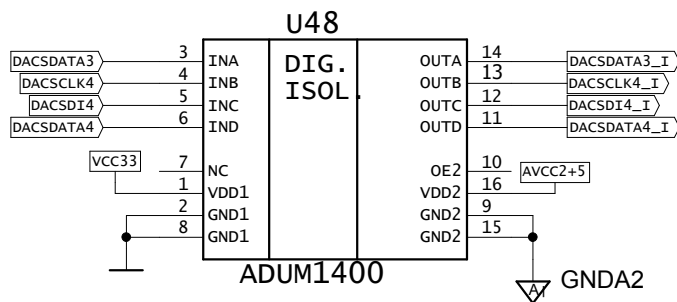 U48
DACSDATA3 3 INA DIG. OUTA 14 DACSDATA3_I
DACSCLK4 4 INB ISOL. OUTB 13 DACSCLK4_I
DACSDI4 5 INC OUTC 12 DACSDI4_I
DACSDATA4 6 IND OUTD 11 DACSDATA4_I
VCC33 7 NC OE2 10 AVCC2+5
1 VDD1 VDD2 16
2 GND1 GND2 9
8 GND1 GND2 15
ADUM1400
A GNDA2